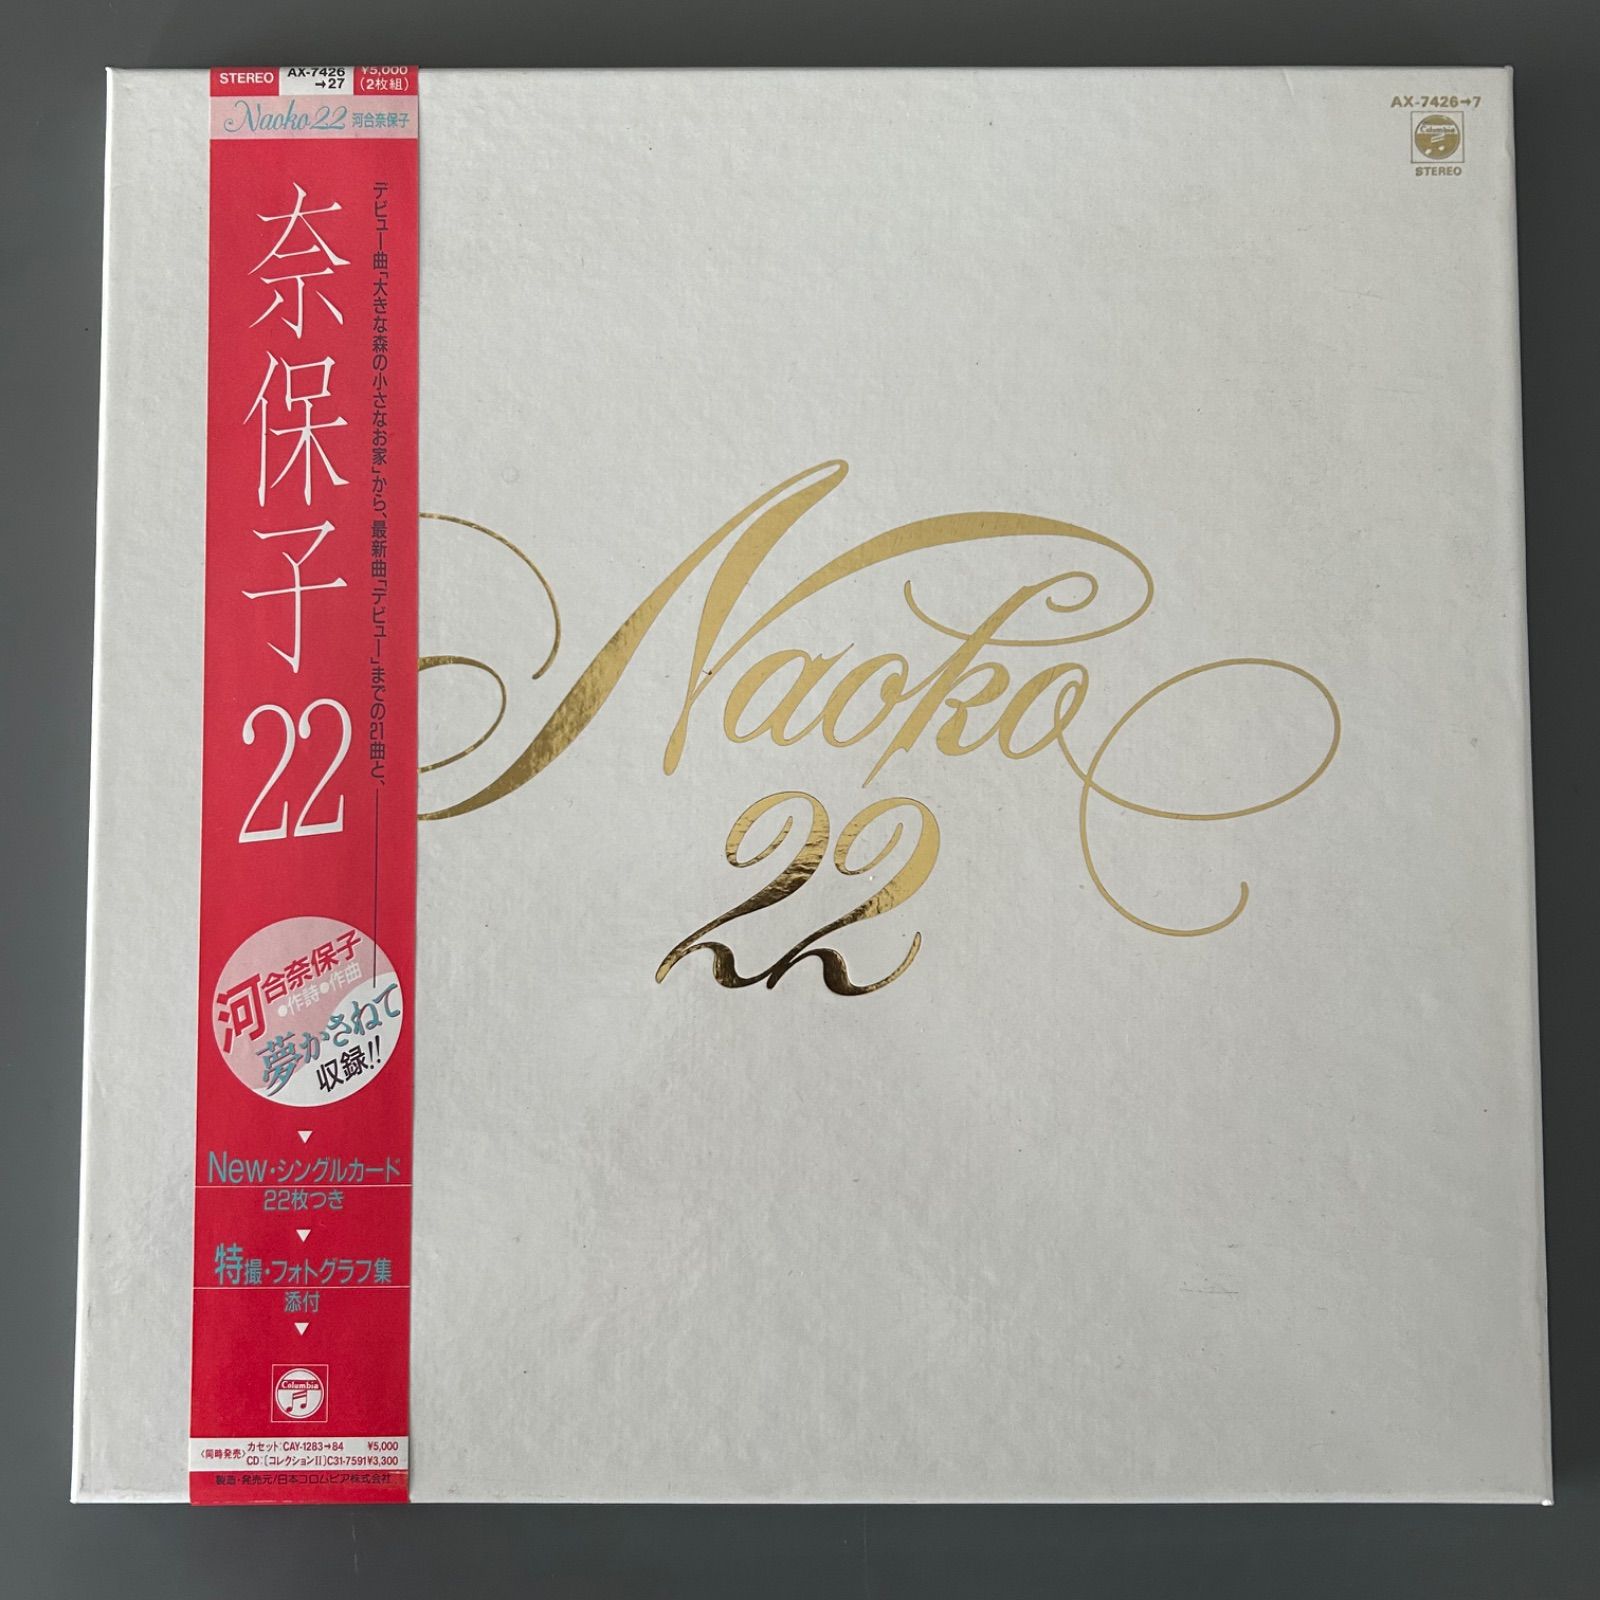 STEREO
AX-7426
→27
¥5,000
(2枚組)
Naoko 22 河合奈保子
奈保子22
デビュー曲「大きな森の小さなお家」から、最新曲「デビュー」までの21曲と、
河合奈保子
●作詩●作曲
夢かさねて
収録!!
New・シングルカード
22枚つき
特撮・フォトグラフ集
添付
Columbia
〈同時発売〉
カセット:CAY-1283→84 ¥5,000
CD:〔コレクションII〕C31-7591¥3,300
製造・発売元/日本コロムビア株式会社
AX-7426→7
Columbia
STEREO
Naoko
22